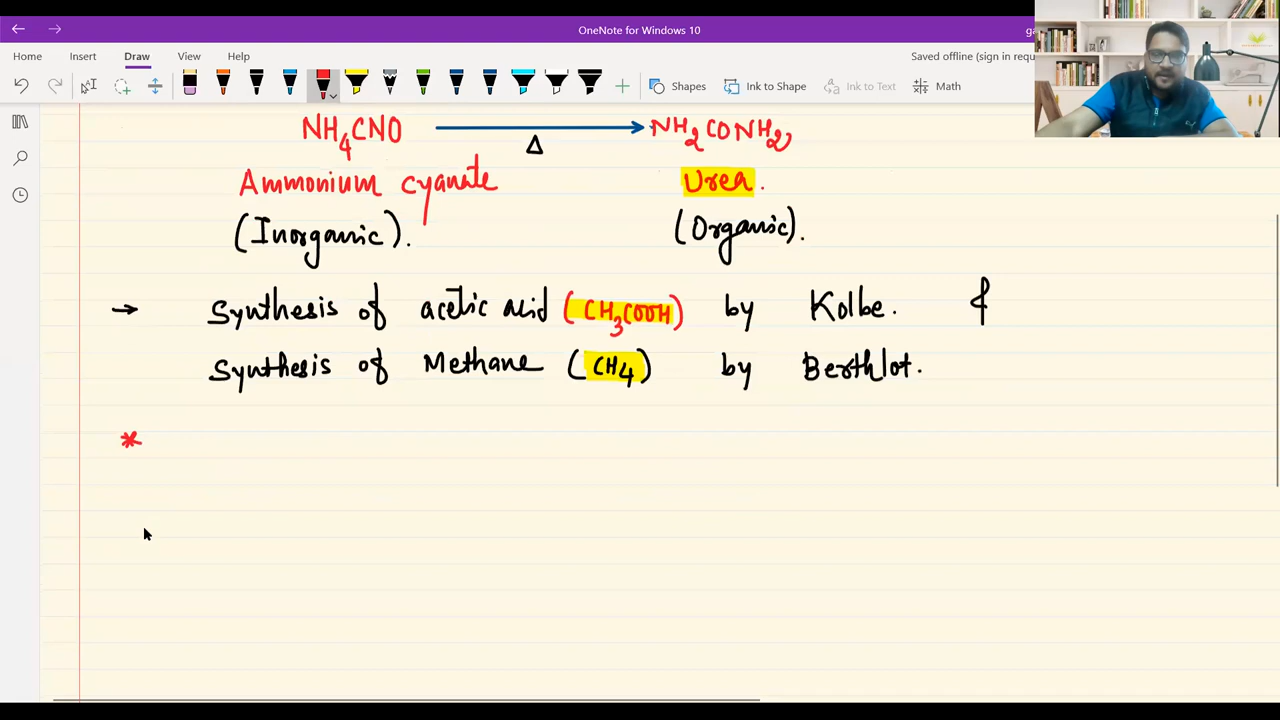 OneNote for Windows 10
ga
Home Insert Draw View Help
Saved offline (sign in requ
Shapes Ink to Shape Ink to Text Math
NH4CNO Δ NH2CONH2,
Ammonium cyanate Urea.
(Inorganic). (Organic).
→ Synthesis of acetic acid (CH3COOH) by Kolbe. &
Synthesis of Methane (CH4) by Berthlot.
*